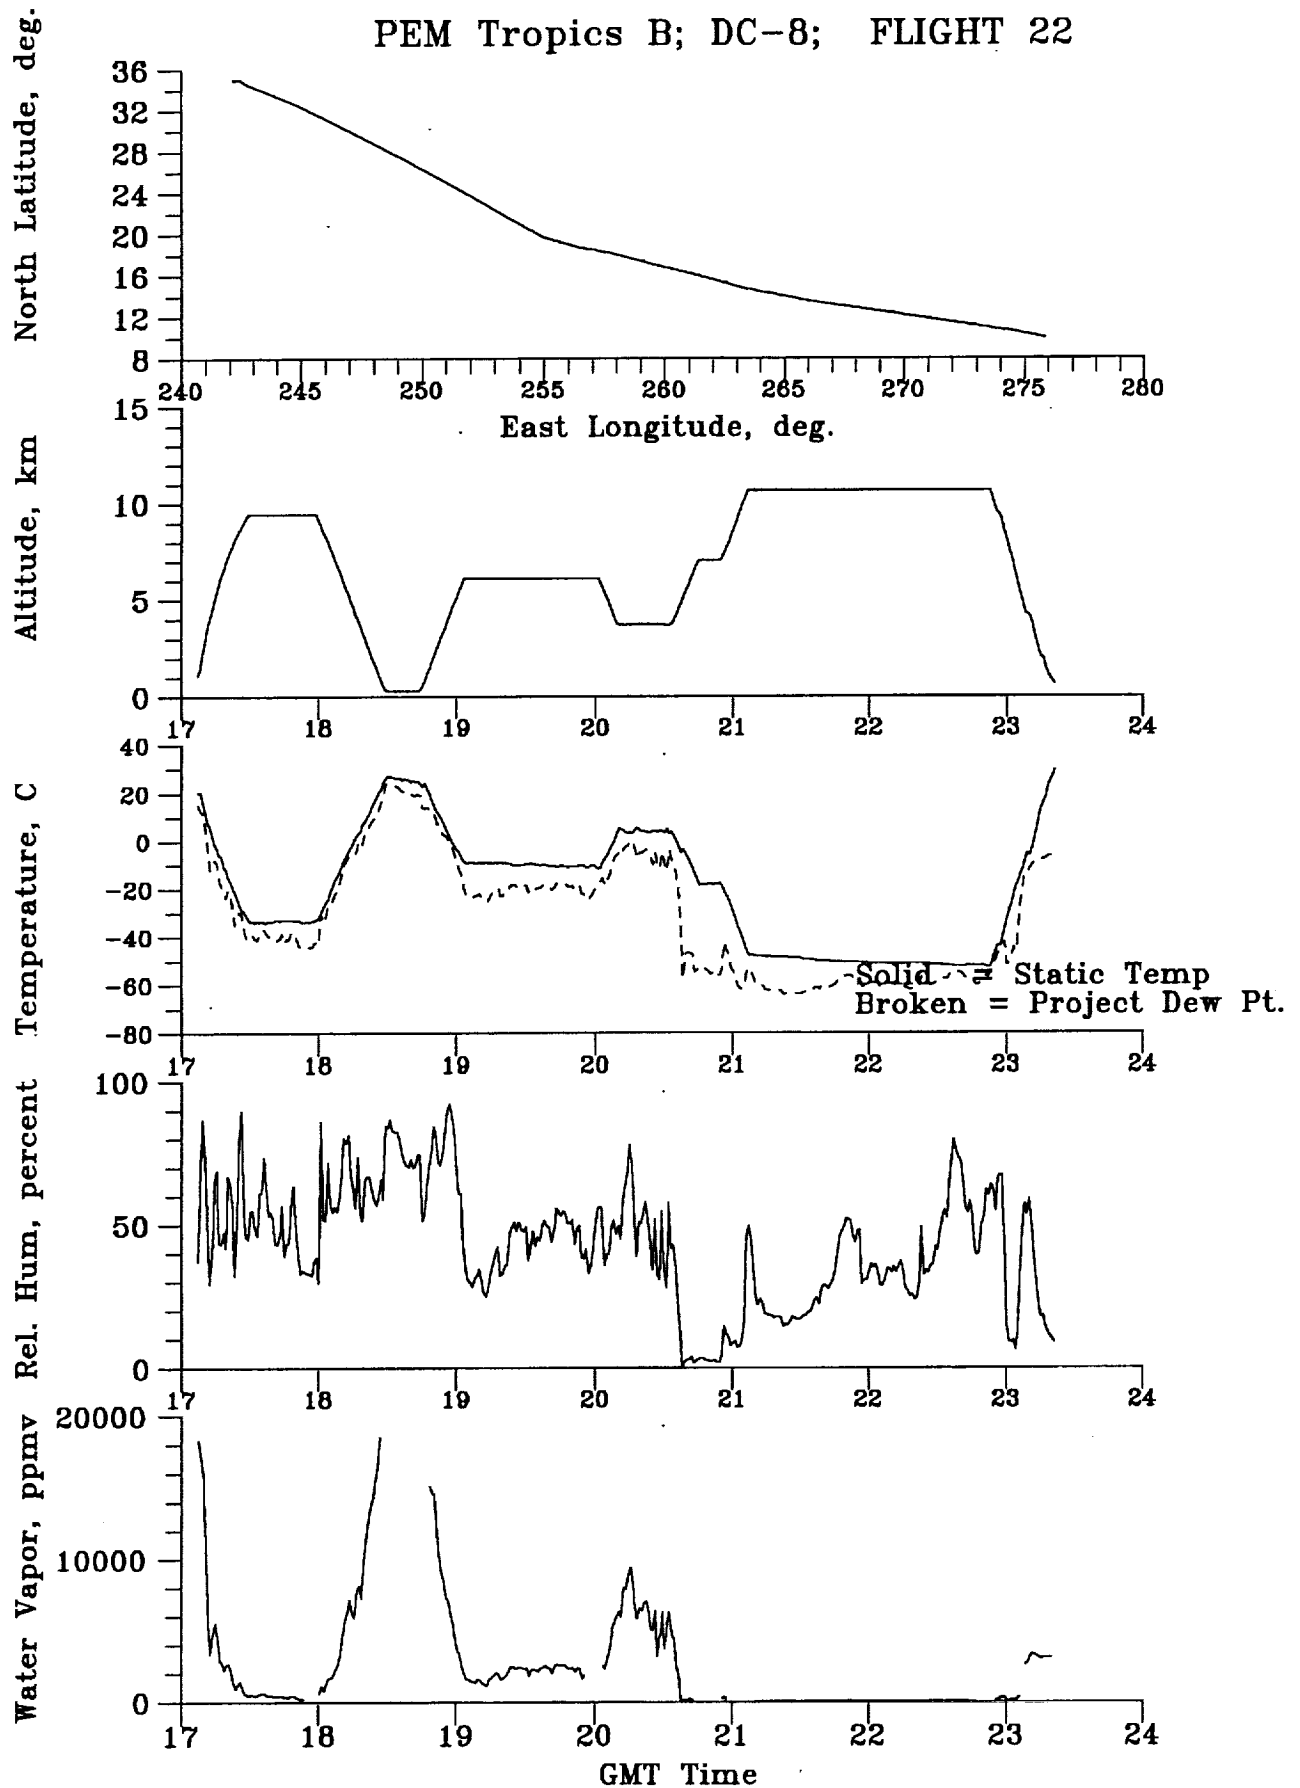 PEM Tropics B; DC-8; FLIGHT 22
North Latitude, deg.
36
32
28
24
20
16
12
8
240 245 250 255 260 265 270 275 280
East Longitude, deg.
Altitude, km
15
10
5
0
17 18 19 20 21 22 23 24
Temperature, C
40
20
0
-20
-40
-60
-80
Solid = Static Temp
Broken = Project Dew Pt.
17 18 19 20 21 22 23 24
Rel. Hum, percent
100
50
0
17 18 19 20 21 22 23 24
Water Vapor, ppmv
20000
10000
0
17 18 19 20 21 22 23 24
GMT Time